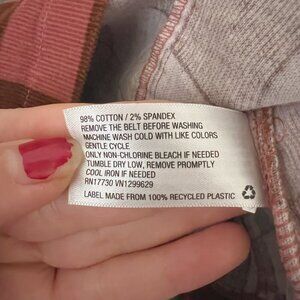 98% COTTON / 2% SPANDEX
REMOVE THE BELT BEFORE WASHING
MACHINE WASH COLD WITH LIKE COLORS
GENTLE CYCLE
ONLY NON-CHLORINE BLEACH IF NEEDED
TUMBLE DRY LOW, REMOVE PROMPTLY
COOL IRON IF NEEDED
RN17730 VN1299629
LABEL MADE FROM 100% RECYCLED PLASTIC